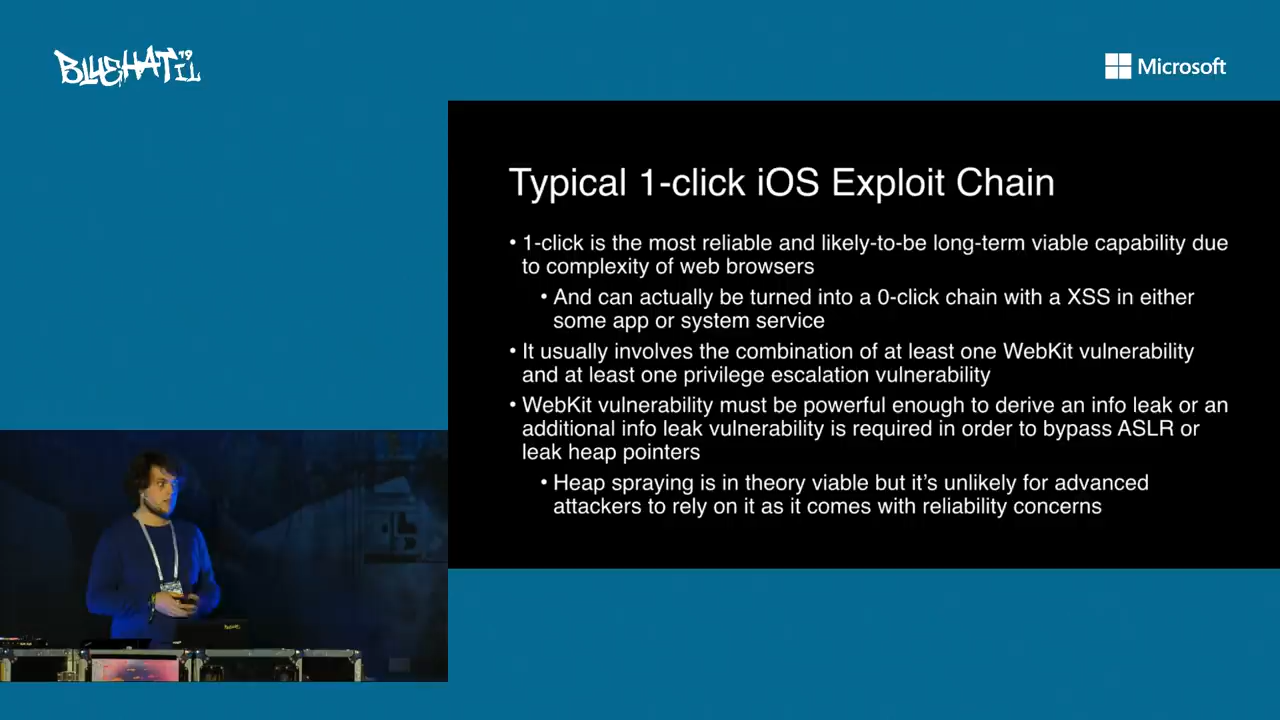 BLUEHAT IL 19
Microsoft
Typical 1-click iOS Exploit Chain
• 1-click is the most reliable and likely-to-be long-term viable capability due
to complexity of web browsers
• And can actually be turned into a 0-click chain with a XSS in either
some app or system service
• It usually involves the combination of at least one WebKit vulnerability
and at least one privilege escalation vulnerability
• WebKit vulnerability must be powerful enough to derive an info leak or an
additional info leak vulnerability is required in order to bypass ASLR or
leak heap pointers
• Heap spraying is in theory viable but it's unlikely for advanced
attackers to rely on it as it comes with reliability concerns